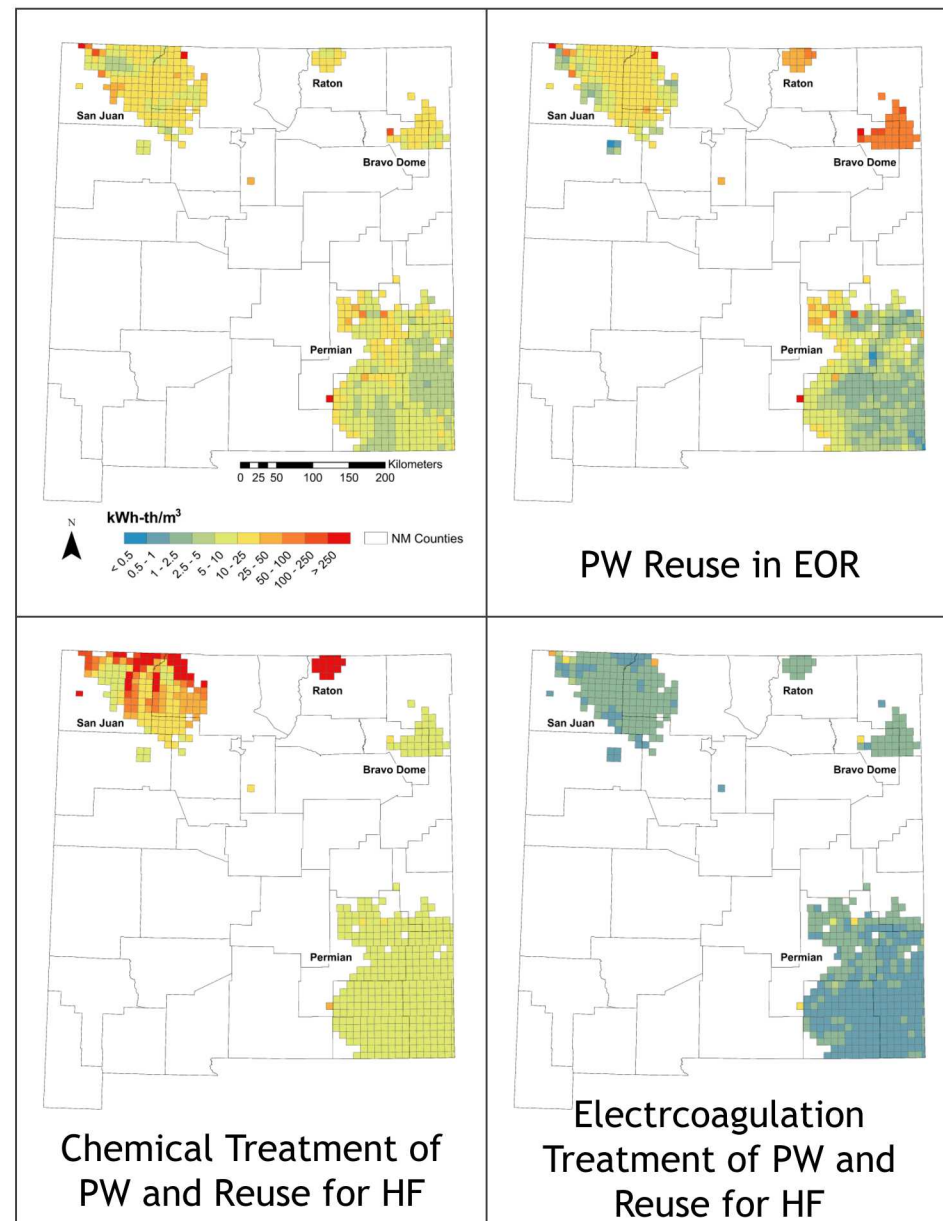 Raton
San Juan
Bravo Dome
Permian
Kilometers
0 25 50 100 150 200
N
kWh-th/m³
< 0.5
0.5 - 1
1 - 2.5
2.5 - 5
5 - 10
10 - 25
25 - 50
50 - 100
100 - 250
> 250
NM Counties
Raton
San Juan
Bravo Dome
Permian
PW Reuse in EOR
Raton
San Juan
Bravo Dome
Permian
Chemical Treatment of
PW and Reuse for HF
Raton
San Juan
Bravo Dome
Permian
Electrcoagulation
Treatment of PW and
Reuse for HF